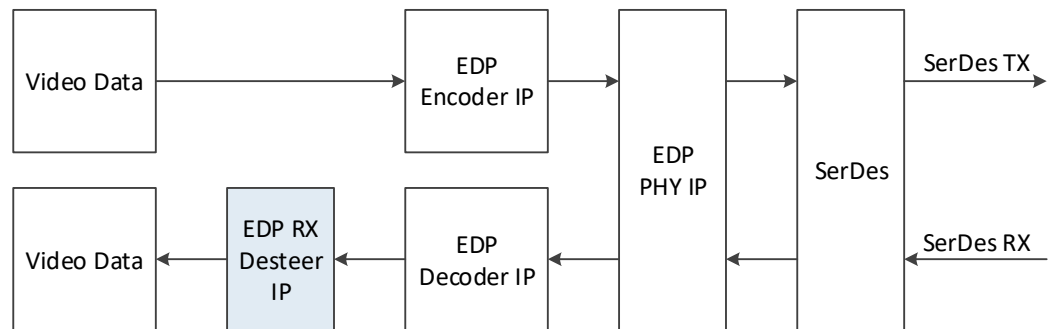 Video Data
EDP
Encoder IP
EDP
PHY IP
SerDes
SerDes TX
Video Data
EDP RX
Desteer
IP
EDP
Decoder IP
SerDes RX